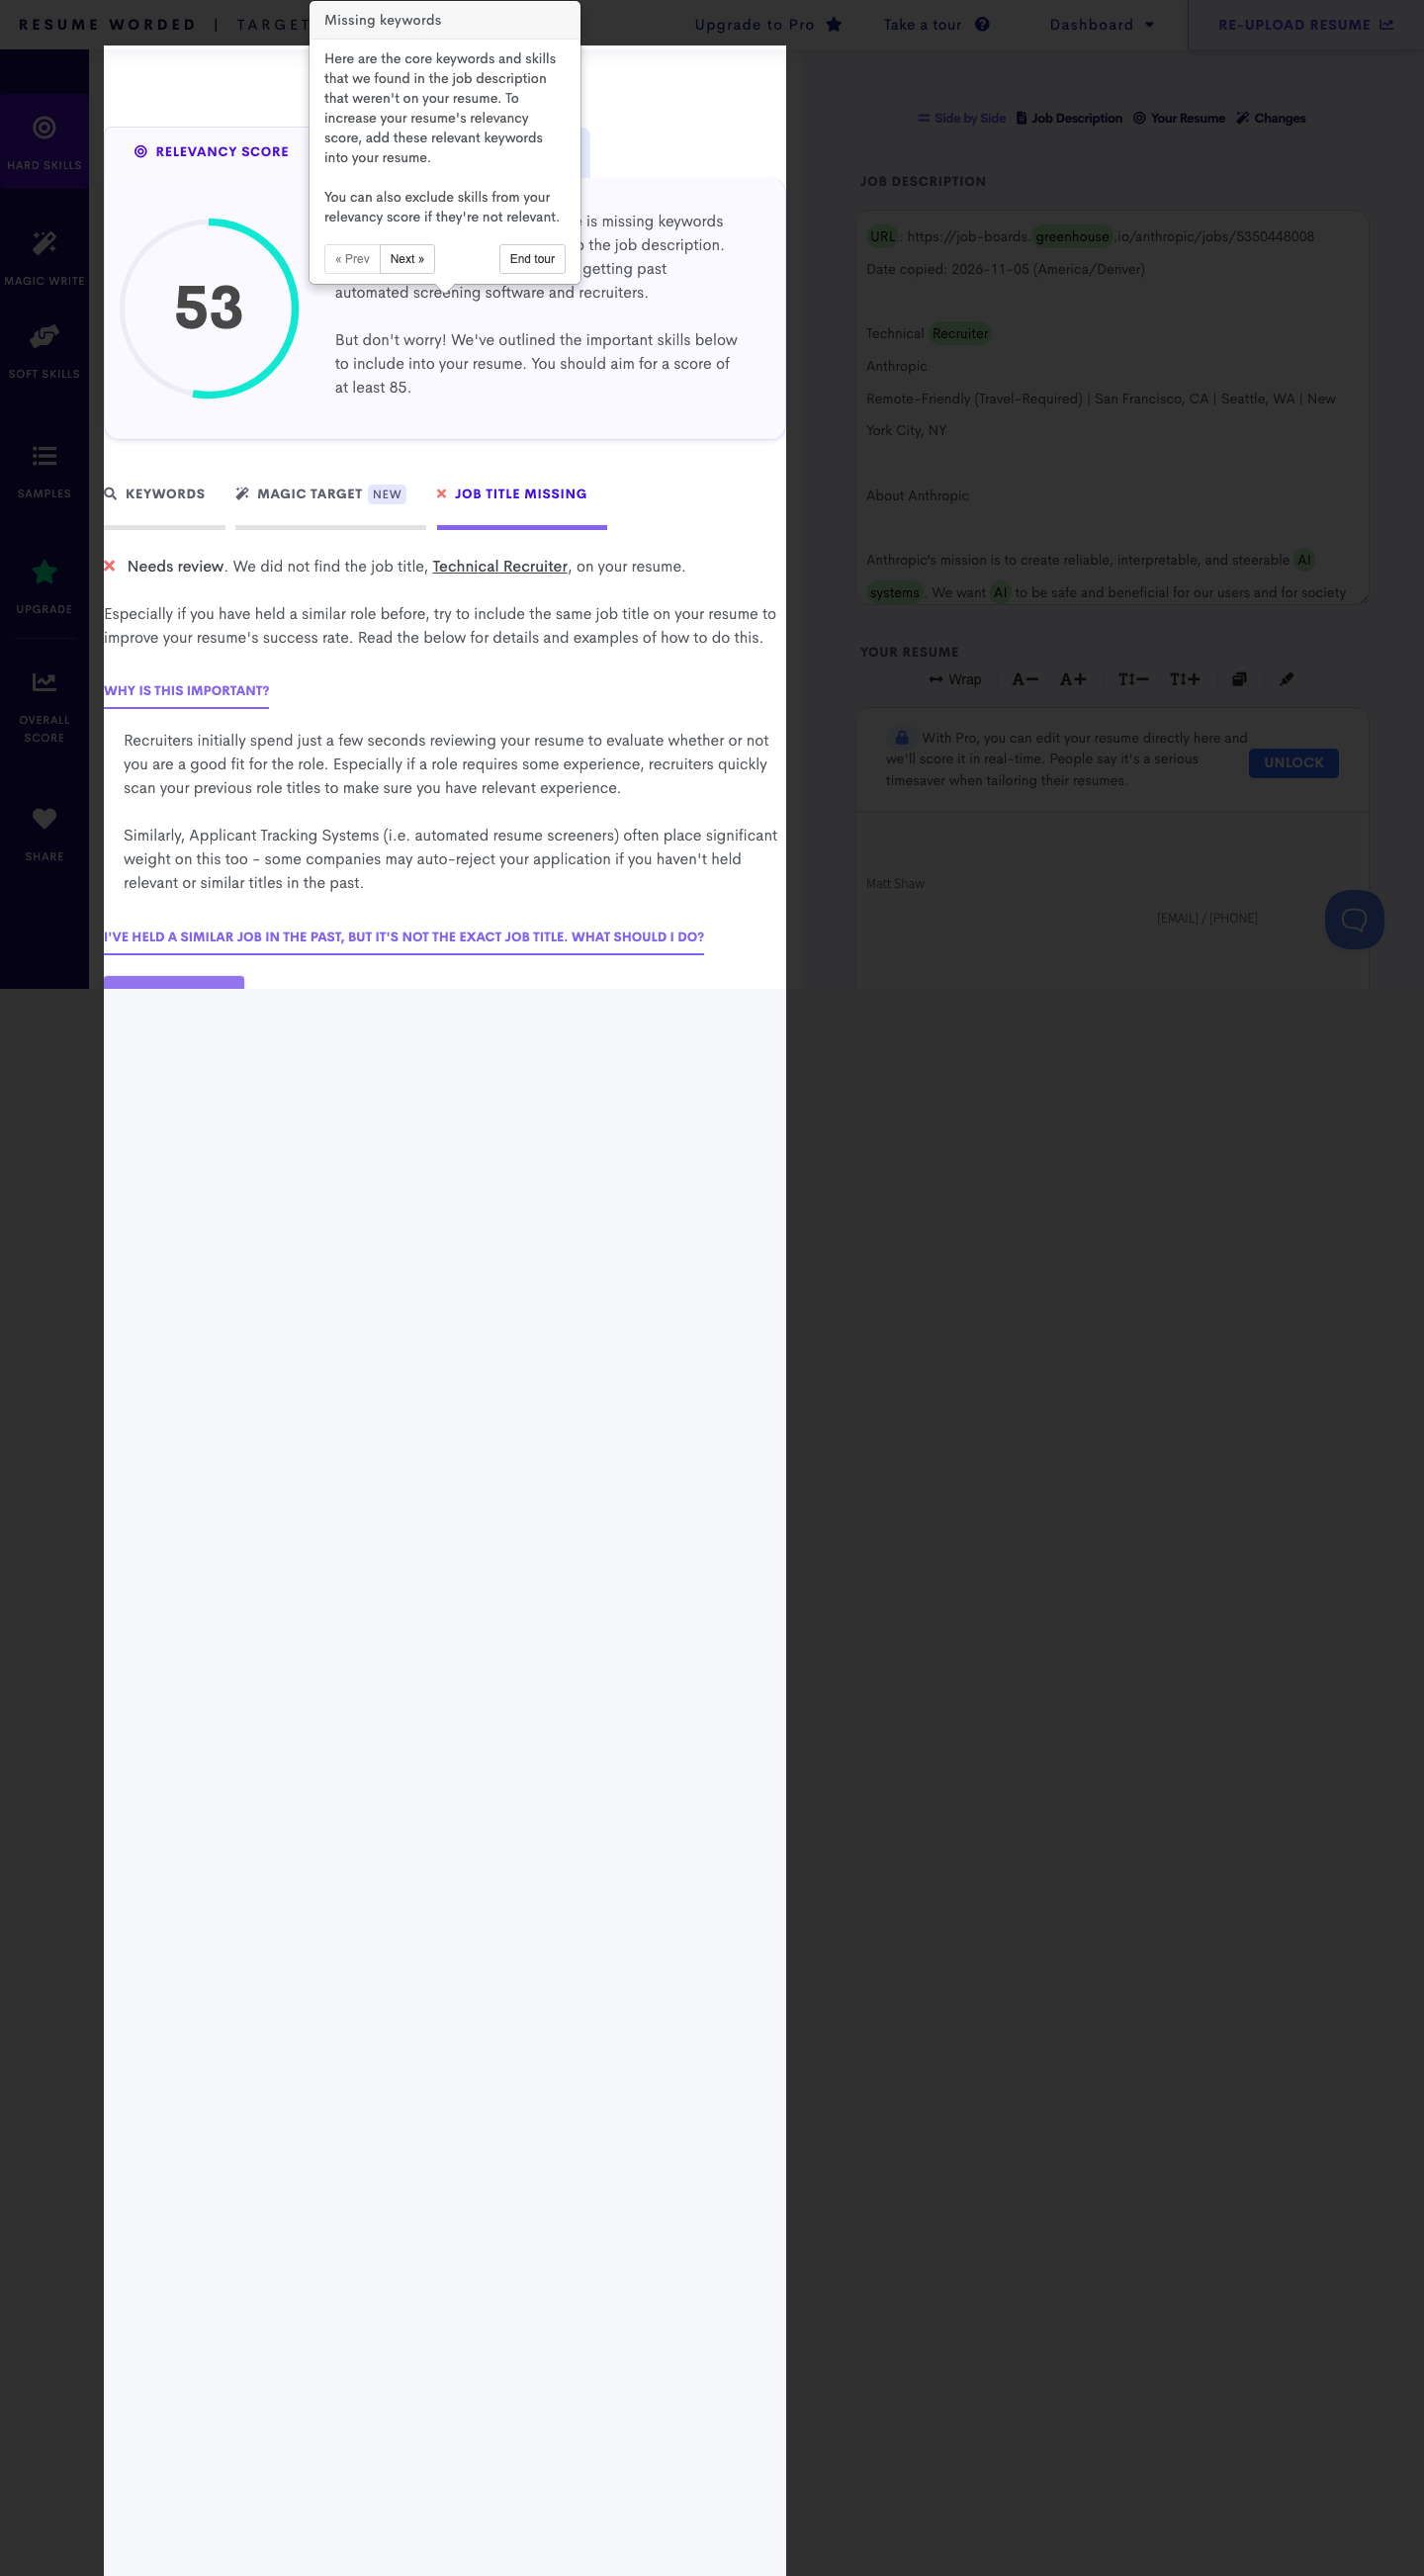 RESUME WORDED | TARGET
Upgrade to Pro
Take a tour
Dashboard
RE-UPLOAD RESUME
HARD SKILLS
MAGIC WRITE
SOFT SKILLS
SAMPLES
UPGRADE
OVERALL
SCORE
SHARE
Missing keywords
Here are the core keywords and skills
that we found in the job description
that weren't on your resume. To
increase your resume's relevancy
score, add these relevant keywords
into your resume.
You can also exclude skills from your
relevancy score if they're not relevant.
« Prev
Next »
End tour
RELEVANCY SCORE
53
is missing keywords
the job description.
getting past
automated screening software and recruiters.
But don't worry! We've outlined the important skills below
to include into your resume. You should aim for a score of
at least 85.
KEYWORDS
MAGIC TARGET NEW
JOB TITLE MISSING
Needs review. We did not find the job title, Technical Recruiter, on your resume.
Especially if you have held a similar role before, try to include the same job title on your resume to
improve your resume's success rate. Read the below for details and examples of how to do this.
WHY IS THIS IMPORTANT?
Recruiters initially spend just a few seconds reviewing your resume to evaluate whether or not
you are a good fit for the role. Especially if a role requires some experience, recruiters quickly
scan your previous role titles to make sure you have relevant experience.
Similarly, Applicant Tracking Systems (i.e. automated resume screeners) often place significant
weight on this too - some companies may auto-reject your application if you haven't held
relevant or similar titles in the past.
I'VE HELD A SIMILAR JOB IN THE PAST, BUT IT'S NOT THE EXACT JOB TITLE. WHAT SHOULD I DO?
Side by Side
Job Description
Your Resume
Changes
JOB DESCRIPTION
URL : https://job-boards.greenhouse.io/anthropic/jobs/5350448008
Date copied: 2026-11-05 (America/Denver)
Technical Recruiter
Anthropic
Remote-Friendly (Travel-Required) | San Francisco, CA | Seattle, WA | New
York City, NY
About Anthropic
Anthropic's mission is to create reliable, interpretable, and steerable AI
systems. We want AI to be safe and beneficial for our users and for society
YOUR RESUME
Wrap
A−
A+
T↕−
T↕+
With Pro, you can edit your resume directly here and
we'll score it in real-time. People say it's a serious
timesaver when tailoring their resumes.
UNLOCK
Matt Shaw
[EMAIL] / [PHONE]